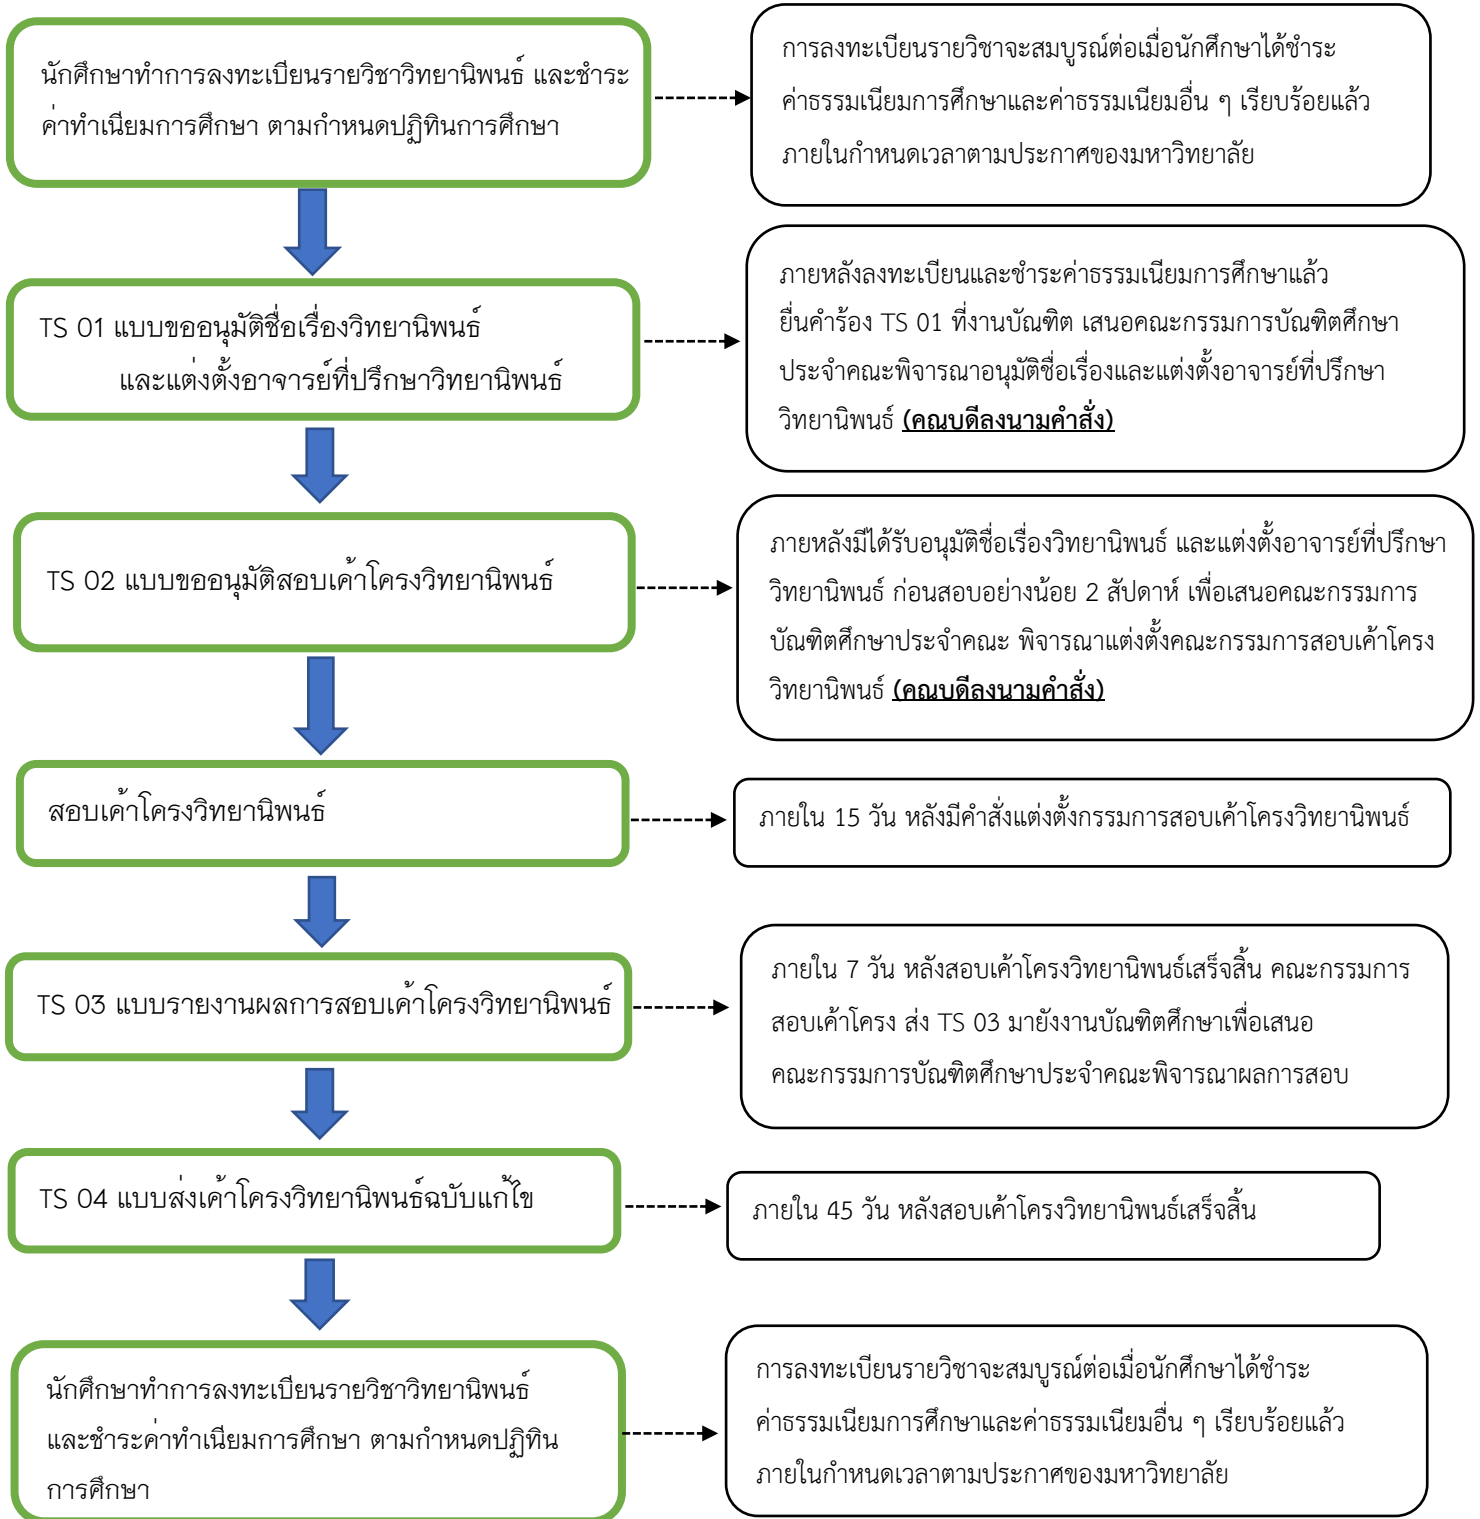 นักศึกษาทำการลงทะเบียนรายวิชาวิทยานิพนธ์ และชำระ
ค่าทำเนียมการศึกษา ตามกำหนดปฏิทินการศึกษา
การลงทะเบียนรายวิชาจะสมบูรณ์ต่อเมื่อนักศึกษาได้ชำระ
ค่าธรรมเนียมการศึกษาและค่าธรรมเนียมอื่น ๆ เรียบร้อยแล้ว
ภายในกำหนดเวลาตามประกาศของมหาวิทยาลัย
TS 01 แบบขออนุมัติชื่อเรื่องวิทยานิพนธ์
และแต่งตั้งอาจารย์ที่ปรึกษาวิทยานิพนธ์
ภายหลังลงทะเบียนและชำระค่าธรรมเนียมการศึกษาแล้ว
ยื่นคำร้อง TS 01 ที่งานบัณฑิต เสนอคณะกรรมการบัณฑิตศึกษา
ประจำคณะพิจารณาอนุมัติชื่อเรื่องและแต่งตั้งอาจารย์ที่ปรึกษา
วิทยานิพนธ์ (คณบดีลงนามคำสั่ง)
TS 02 แบบขออนุมัติสอบเค้าโครงวิทยานิพนธ์
ภายหลังมีได้รับอนุมัติชื่อเรื่องวิทยานิพนธ์ และแต่งตั้งอาจารย์ที่ปรึกษา
วิทยานิพนธ์ ก่อนสอบอย่างน้อย 2 สัปดาห์ เพื่อเสนอคณะกรรมการ
บัณฑิตศึกษาประจำคณะ พิจารณาแต่งตั้งคณะกรรมการสอบเค้าโครง
วิทยานิพนธ์ (คณบดีลงนามคำสั่ง)
สอบเค้าโครงวิทยานิพนธ์
ภายใน 15 วัน หลังมีคำสั่งแต่งตั้งกรรมการสอบเค้าโครงวิทยานิพนธ์
TS 03 แบบรายงานผลการสอบเค้าโครงวิทยานิพนธ์
ภายใน 7 วัน หลังสอบเค้าโครงวิทยานิพนธ์เสร็จสิ้น คณะกรรมการ
สอบเค้าโครง ส่ง TS 03 มายังงานบัณฑิตศึกษาเพื่อเสนอ
คณะกรรมการบัณฑิตศึกษาประจำคณะพิจารณาผลการสอบ
TS 04 แบบส่งเค้าโครงวิทยานิพนธ์ฉบับแก้ไข
ภายใน 45 วัน หลังสอบเค้าโครงวิทยานิพนธ์เสร็จสิ้น
นักศึกษาทำการลงทะเบียนรายวิชาวิทยานิพนธ์
และชำระค่าทำเนียมการศึกษา ตามกำหนดปฏิทิน
การศึกษา
การลงทะเบียนรายวิชาจะสมบูรณ์ต่อเมื่อนักศึกษาได้ชำระ
ค่าธรรมเนียมการศึกษาและค่าธรรมเนียมอื่น ๆ เรียบร้อยแล้ว
ภายในกำหนดเวลาตามประกาศของมหาวิทยาลัย